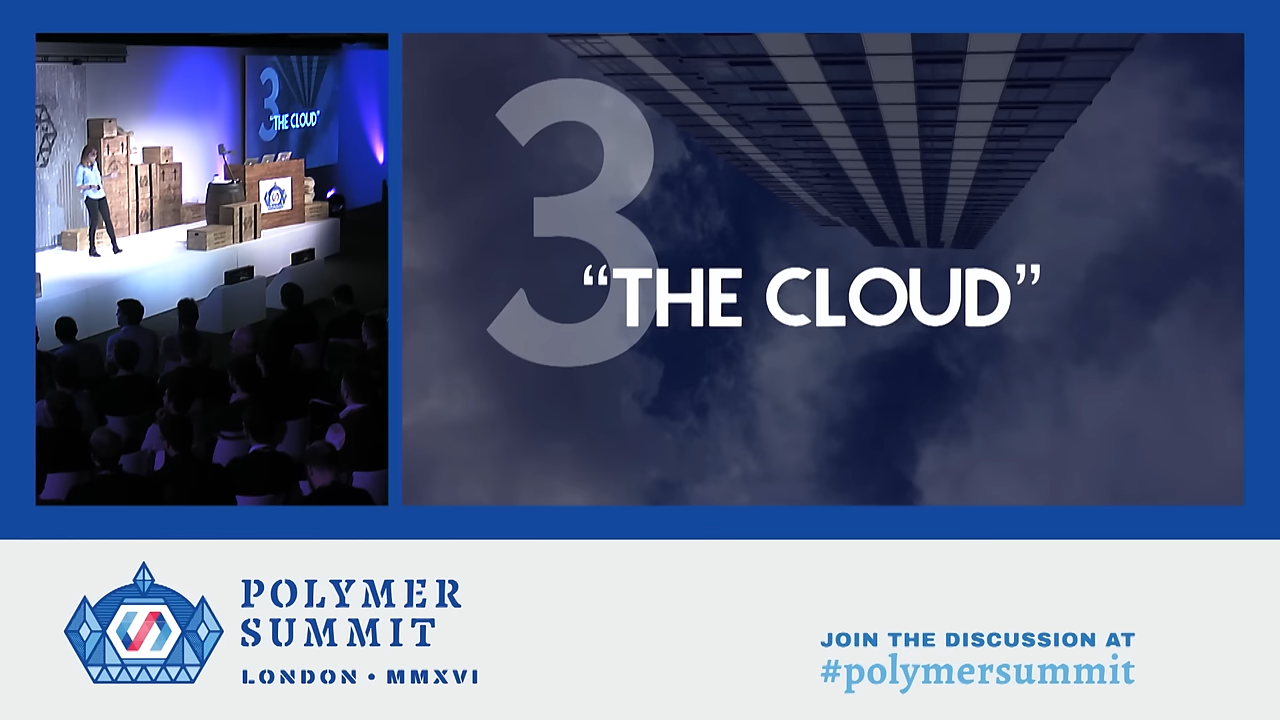 3
“THE CLOUD”
3
“THE CLOUD”
POLYMER
SUMMIT
LONDON • MMXVI
JOIN THE DISCUSSION AT
#polymersummit